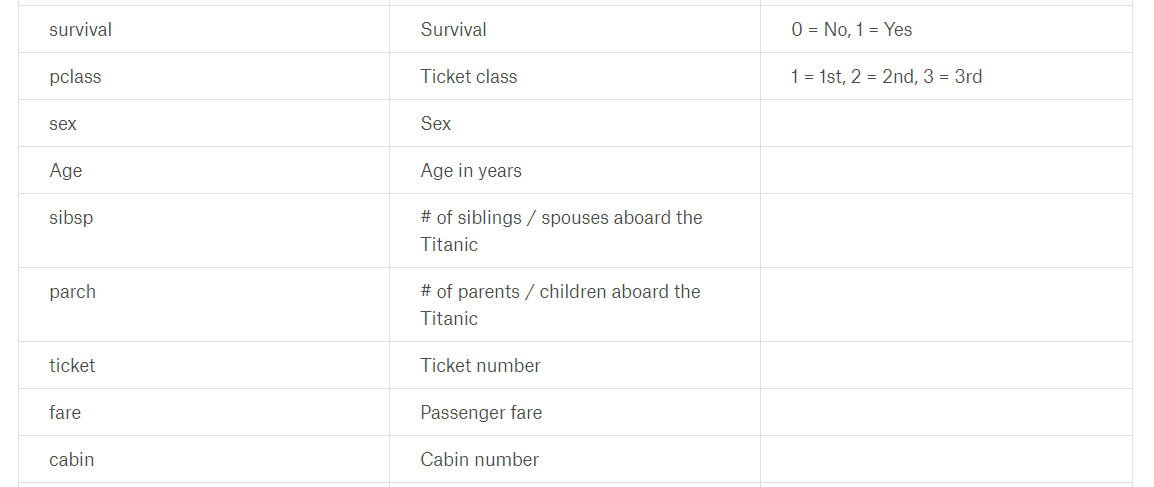 survival Survival 0 = No, 1 = Yes
pclass Ticket class 1 = 1st, 2 = 2nd, 3 = 3rd
sex Sex
Age Age in years
sibsp # of siblings / spouses aboard the
Titanic
parch # of parents / children aboard the
Titanic
ticket Ticket number
fare Passenger fare
cabin Cabin number